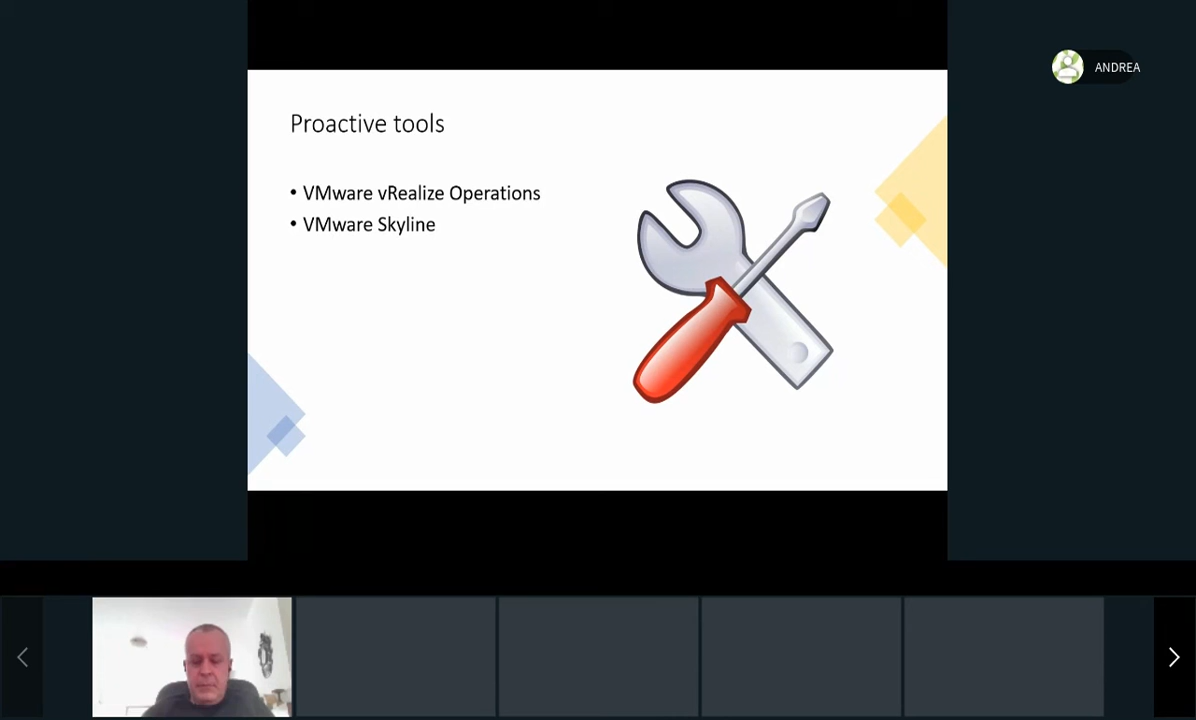 ANDREA
Proactive tools
• VMware vRealize Operations
• VMware Skyline